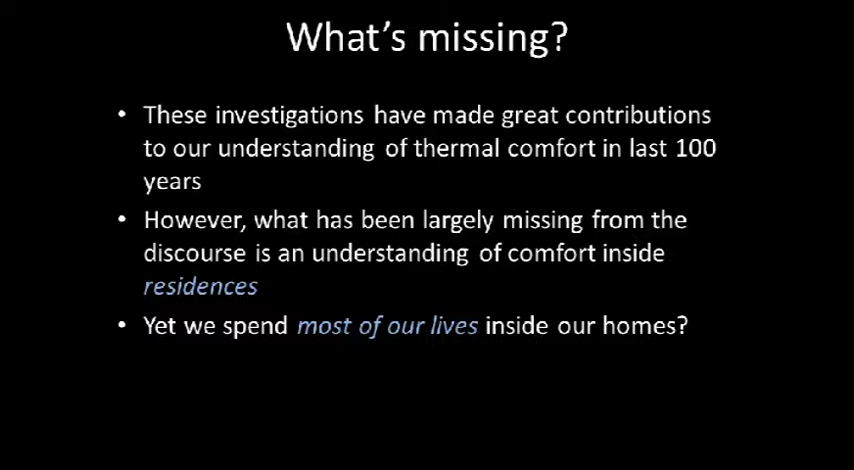 What's missing?
• These investigations have made great contributions
to our understanding of thermal comfort in last 100
years
• However, what has been largely missing from the
discourse is an understanding of comfort inside
residences
• Yet we spend most of our lives inside our homes?